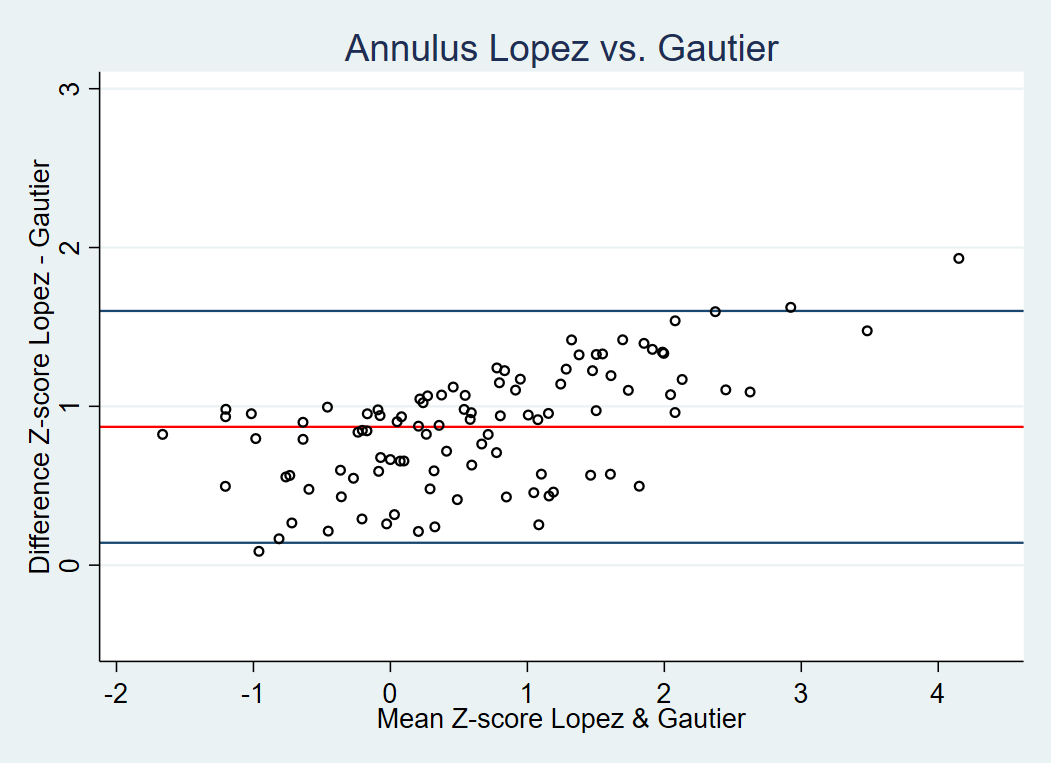 Annulus Lopez vs. Gautier
Difference Z-score Lopez - Gautier
3
2
1
0
-2 -1 0 1 2 3 4
Mean Z-score Lopez & Gautier